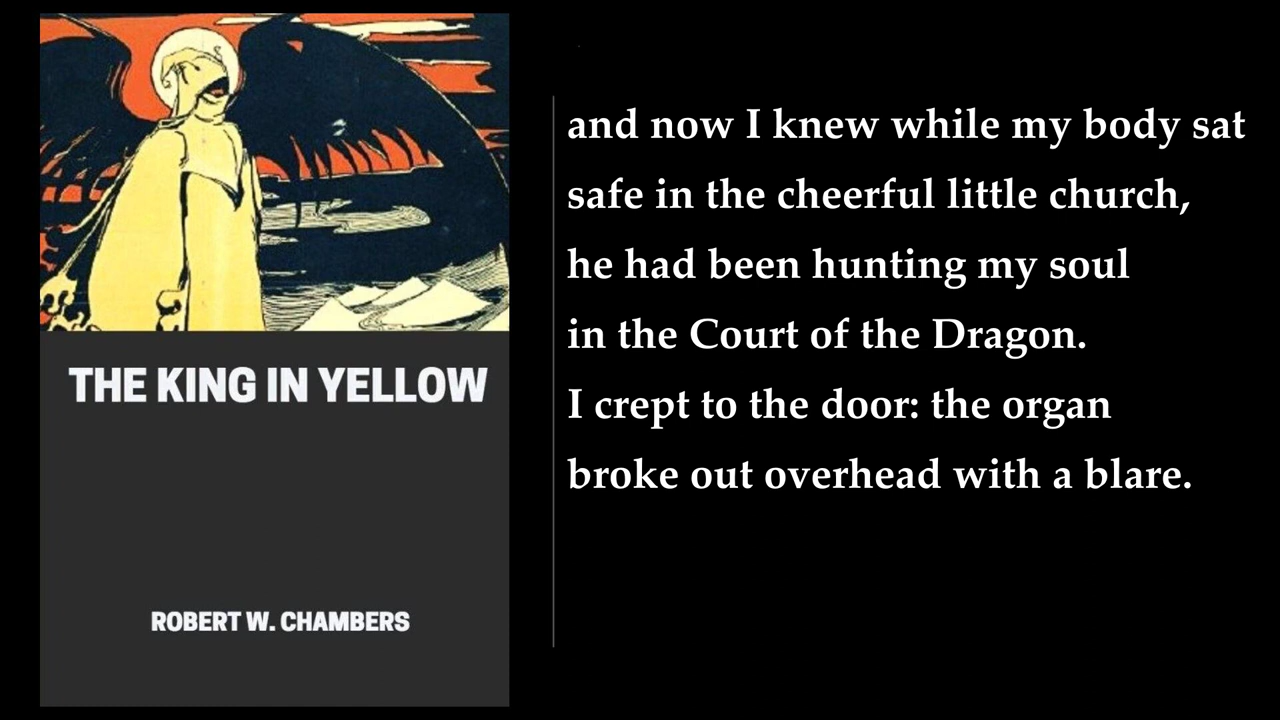 THE KING IN YELLOW
ROBERT W. CHAMBERS
and now I knew while my body sat
safe in the cheerful little church,
he had been hunting my soul
in the Court of the Dragon.
I crept to the door: the organ
broke out overhead with a blare.